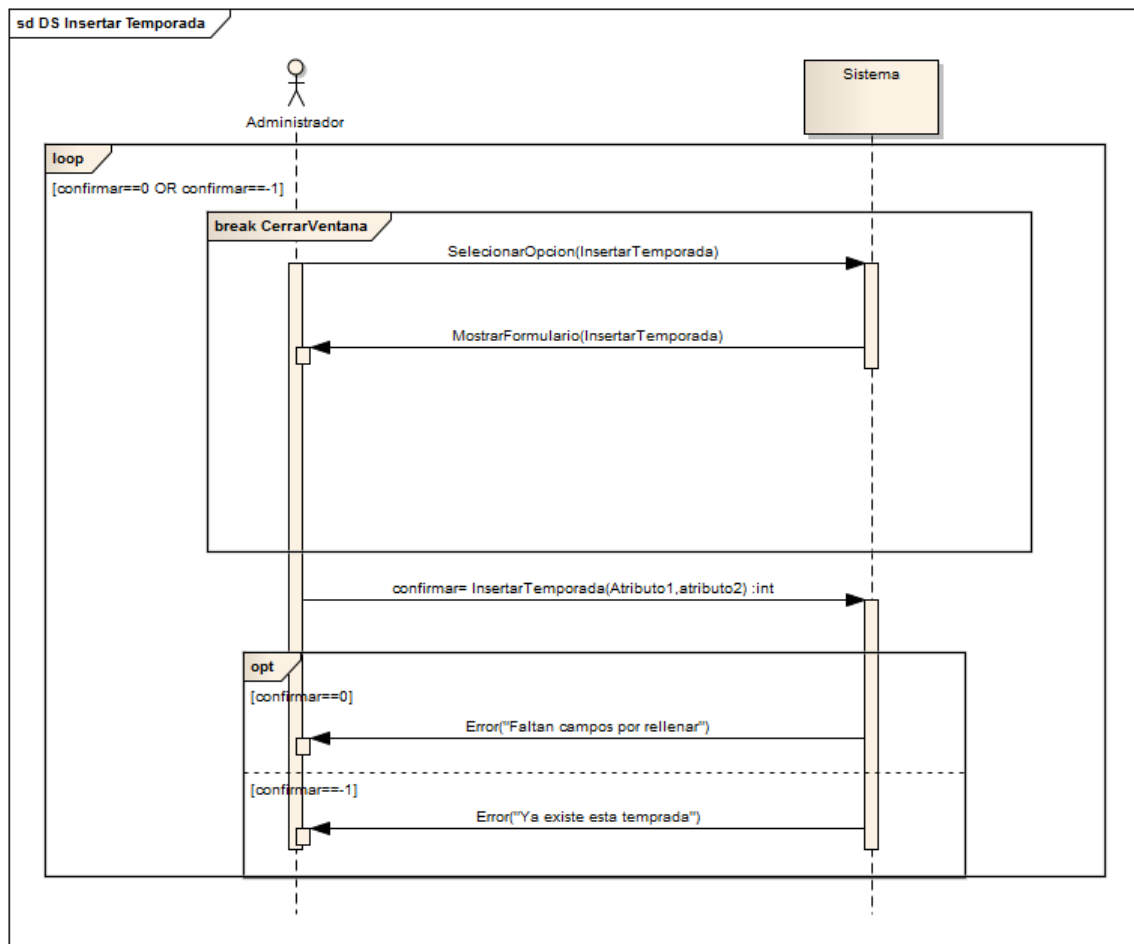 sd DS Insertar Temporada
Administrador
Sistema
loop
[confirmar==0 OR confirmar==-1]
break CerrarVentana
SelecionarOpcion(InsertarTemporada)
MostrarFormulario(InsertarTemporada)
confirmar= InsertarTemporada(Atributo1,atributo2) :int
opt
[confirmar==0]
Error("Faltan campos por rellenar")
[confirmar==-1]
Error("Ya existe esta temprada")